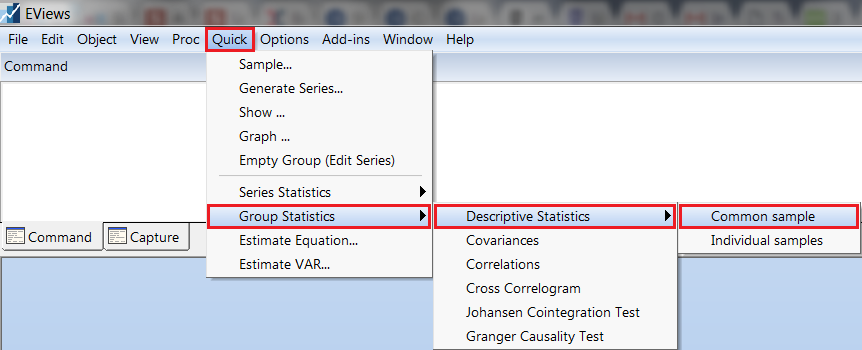 EViews
File Edit Object View Proc Quick Options Add-ins Window Help
Command
Sample...
Generate Series...
Show ...
Graph ...
Empty Group (Edit Series)
Series Statistics
Group Statistics
Estimate Equation...
Estimate VAR...
Descriptive Statistics
Covariances
Correlations
Cross Correlogram
Johansen Cointegration Test
Granger Causality Test
Common sample
Individual samples
Command Capture